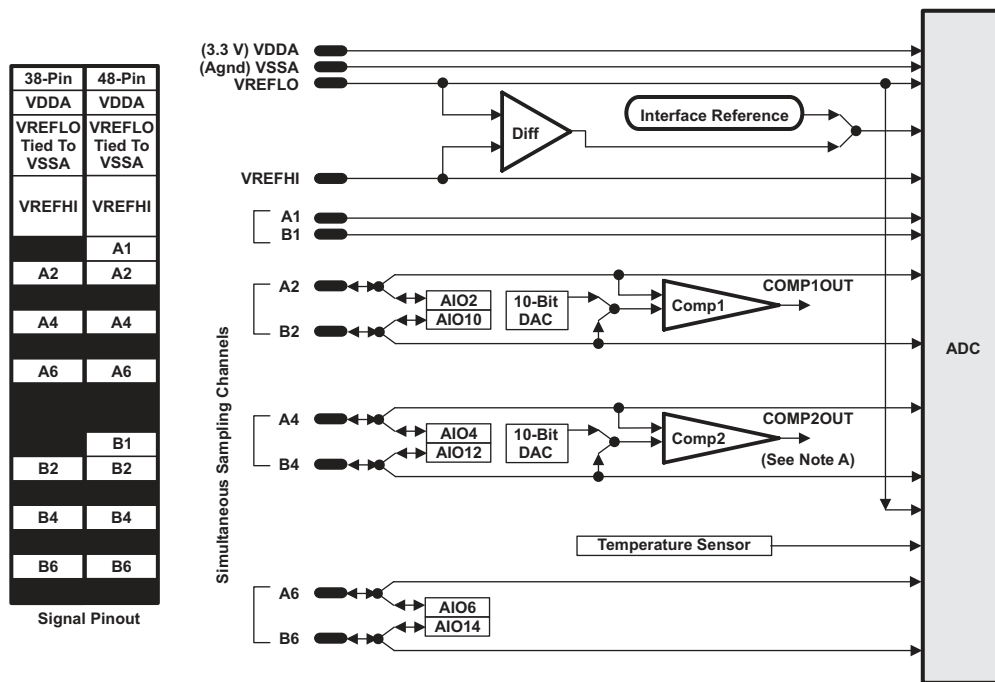 38-Pin 48-Pin
VDDA VDDA
VREFLO VREFLO
Tied To Tied To
VSSA VSSA
VREFHI VREFHI
A1
A2 A2
A4 A4
A6 A6
B1
B2 B2
B4 B4
B6 B6
Signal Pinout
Simultaneous Sampling Channels
(3.3 V) VDDA
(Agnd) VSSA
VREFLO
Interface Reference
Diff
VREFHI
A1
B1
A2
B2
AIO2
AIO10
10-Bit
DAC
Comp1
COMP1OUT
A4
B4
AIO4
AIO12
10-Bit
DAC
Comp2
COMP2OUT
(See Note A)
Temperature Sensor
A6
B6
AIO6
AIO14
ADC